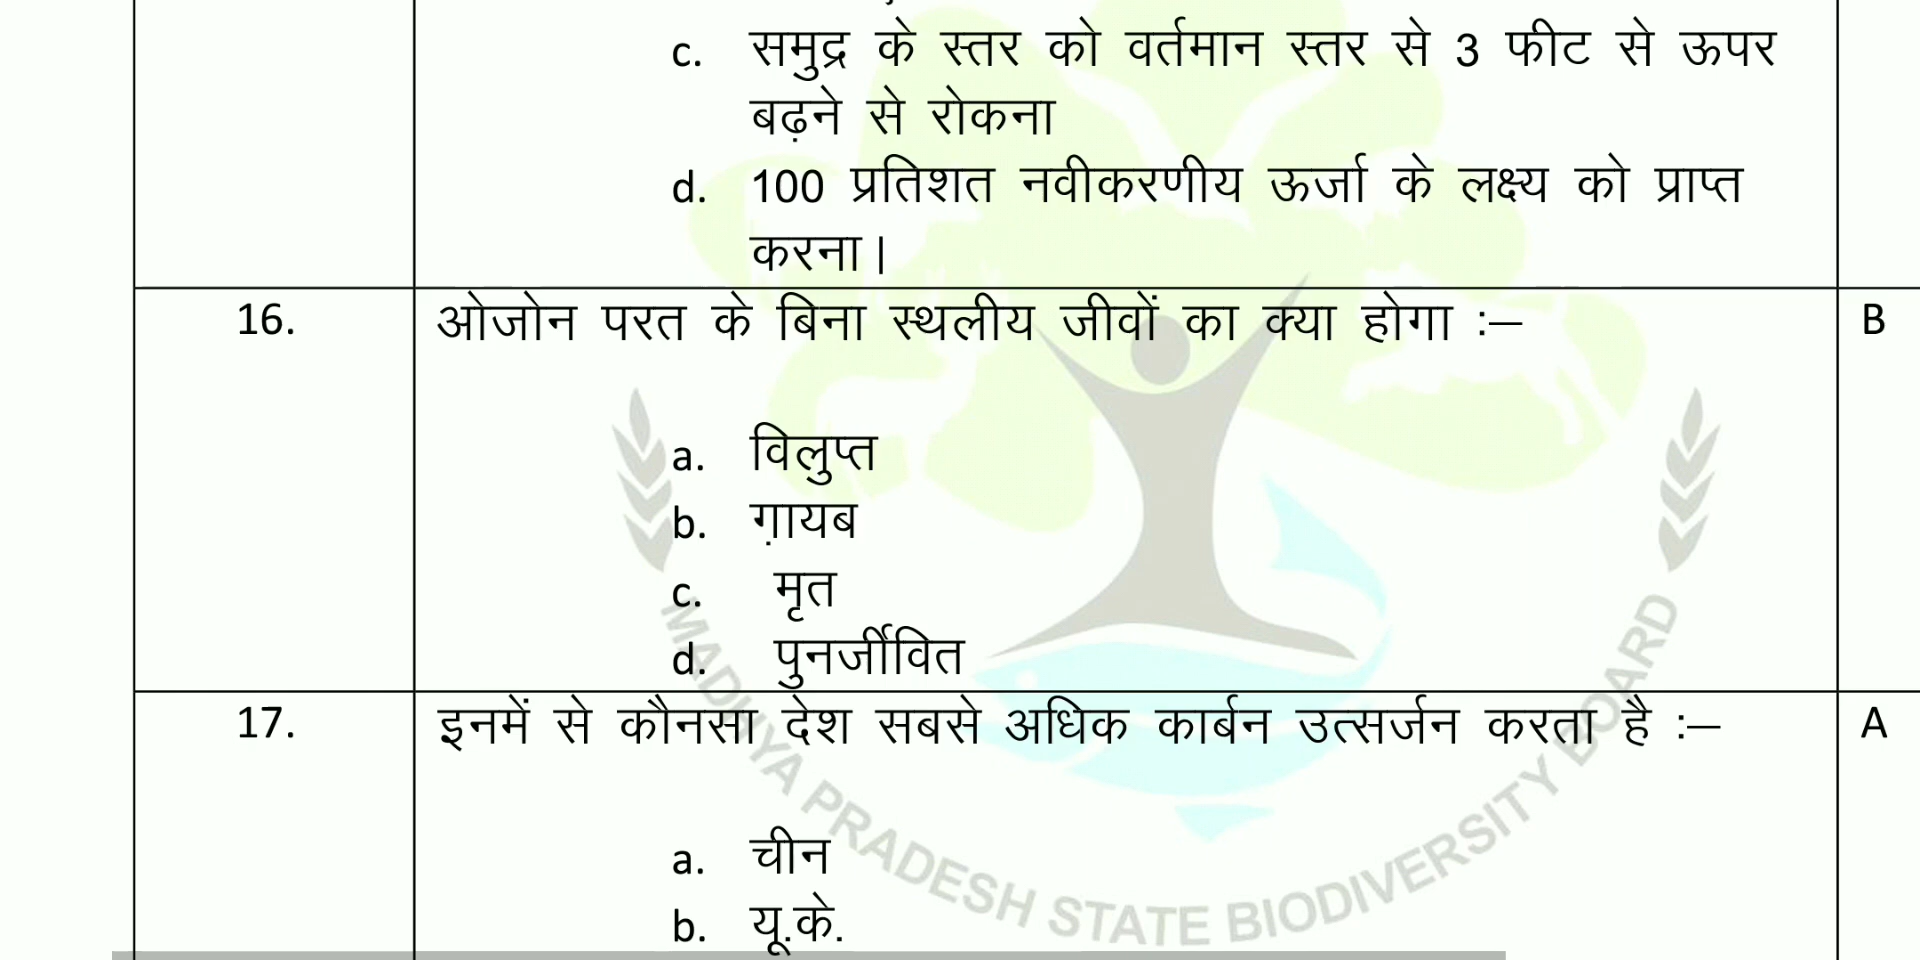 c. समुद्र के स्तर को वर्तमान स्तर से 3 फीट से ऊपर
बढ़ने से रोकना
d. 100 प्रतिशत नवीकरणीय ऊर्जा के लक्ष्य को प्राप्त
करना।
16. ओजोन परत के बिना स्थलीय जीवों का क्या होगा :– B
a. विलुप्त
b. ग़ायब
c. मृत
d. पुनर्जीवित
17. इनमें से कौनसा देश सबसे अधिक कार्बन उत्सर्जन करता है :– A
a. चीन
b. यू.के.
MADHYA PRADESH STATE BIODIVERSITY BOARD